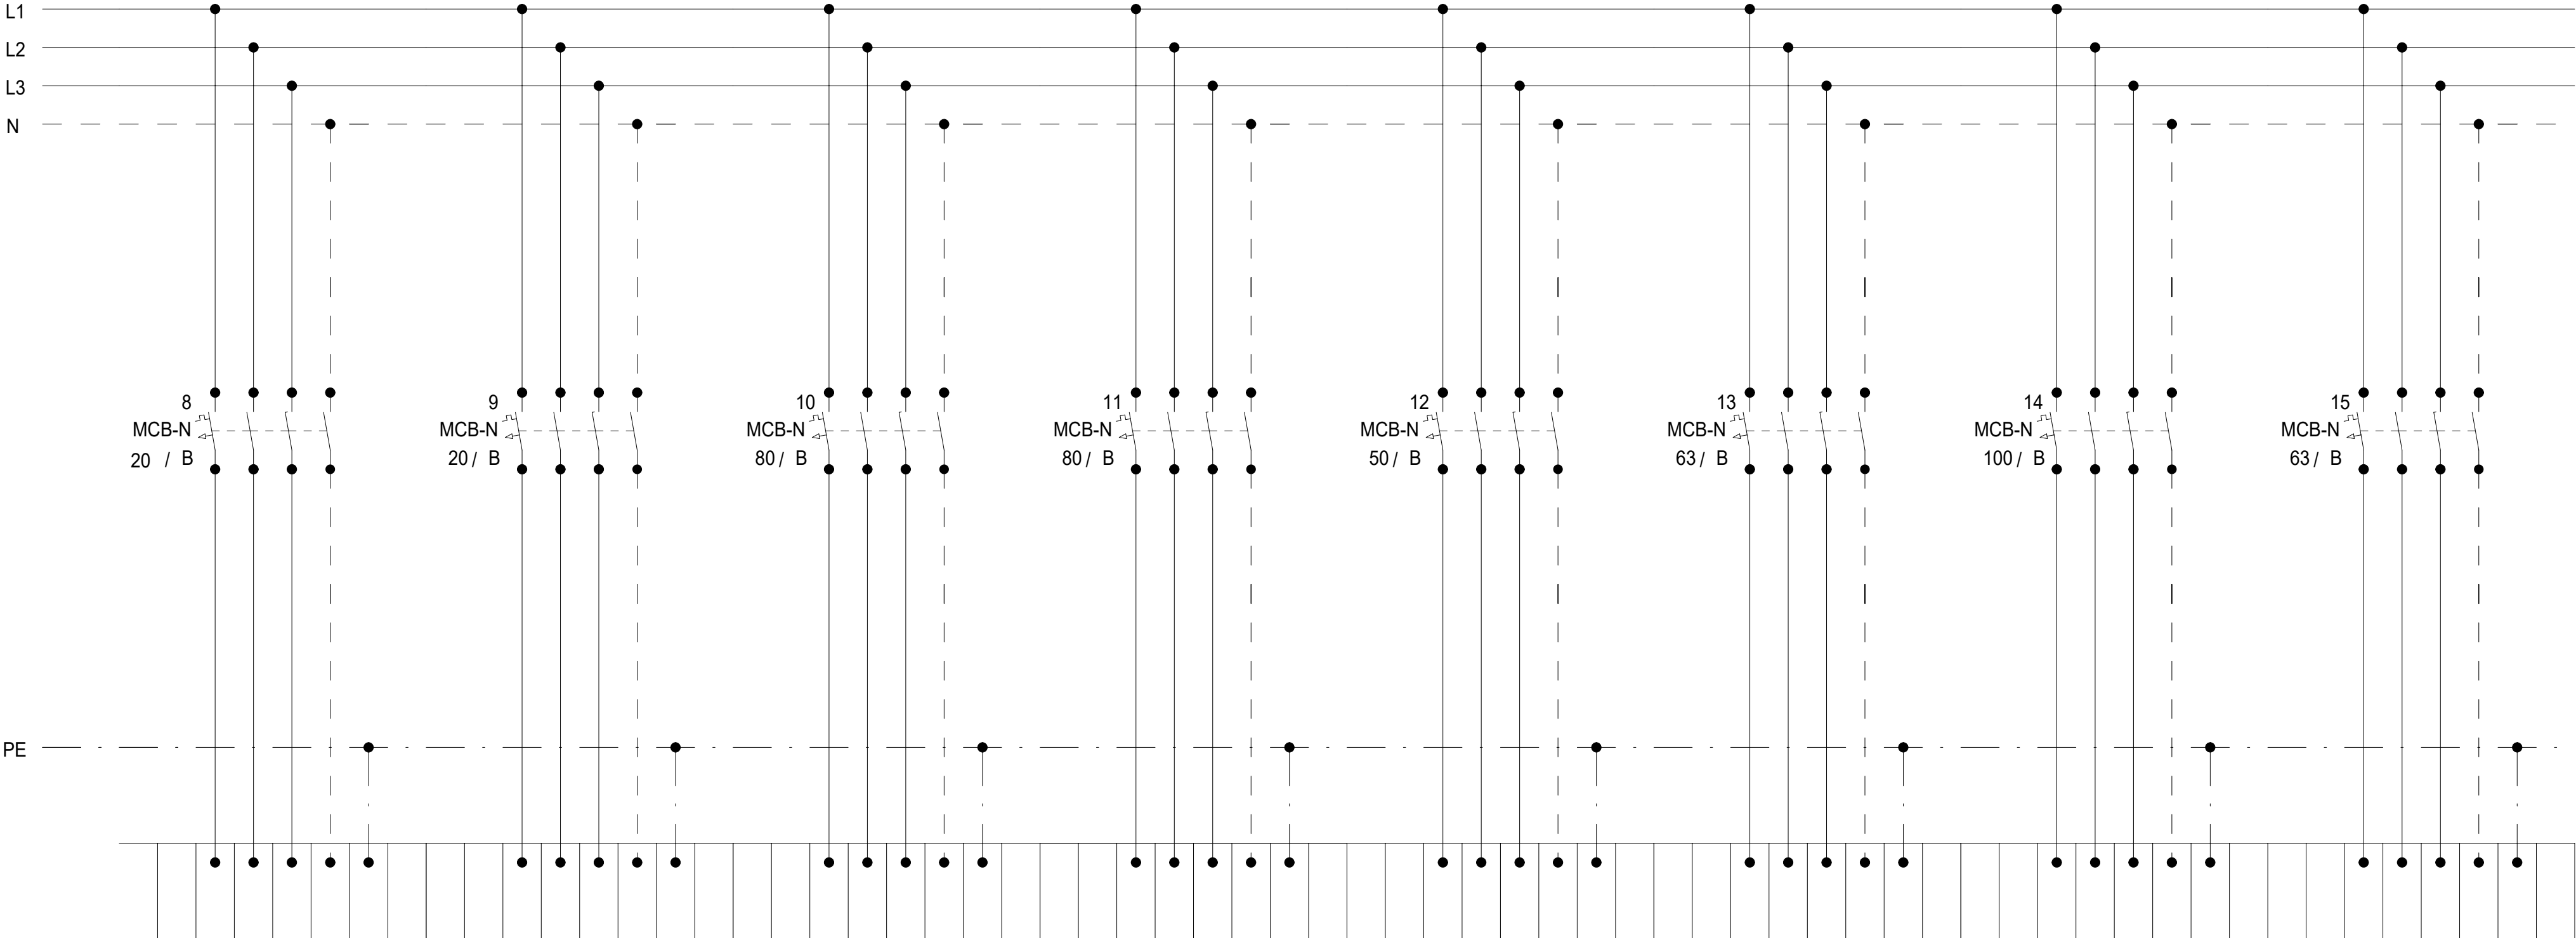 L1
L2
L3
N
8
MCB-N
20 / B
9
MCB-N
20 / B
10
MCB-N
80 / B
11
MCB-N
80 / B
12
MCB-N
50 / B
13
MCB-N
63 / B
14
MCB-N
100 / B
15
MCB-N
63 / B
PE